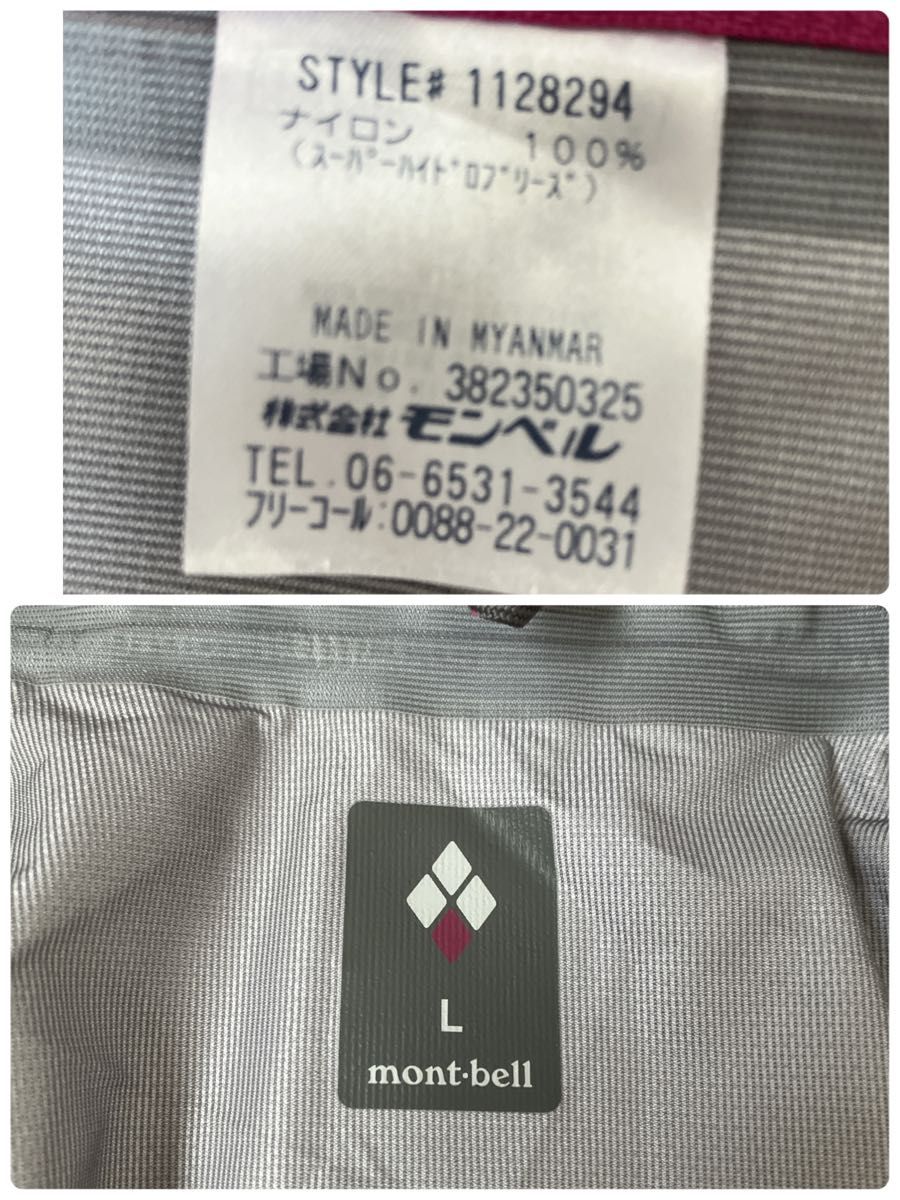 STYLE# 1128294
ナイロン 100%
(スーパーハイドロブリーズ)
MADE IN MYANMAR
工場No. 382350325
株式会社 モンベル
TEL.06-6531-3544
フリーコール:0088-22-0031
L
mont-bell